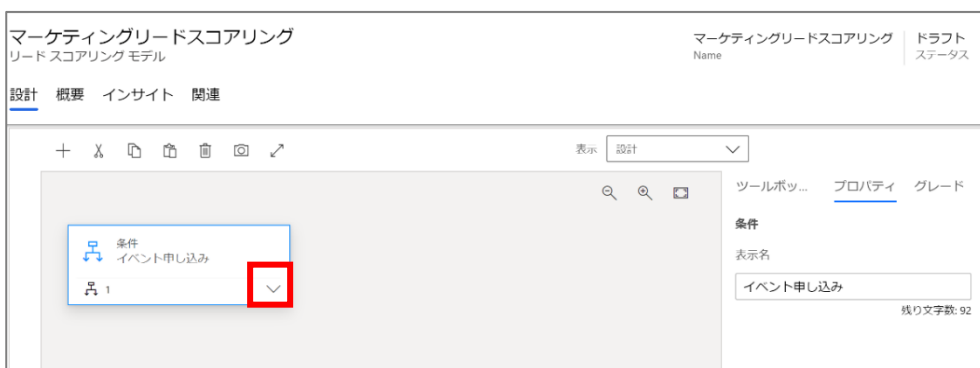 マーケティングリードスコアリング
リード スコアリング モデル
マーケティングリードスコアリング
Name
ドラフト
ステータス
設計 概要 インサイト 関連
表示 設計
ツールボッ... プロパティ グレード
条件
イベント申し込み
1
条件
表示名
イベント申し込み
残り文字数: 92